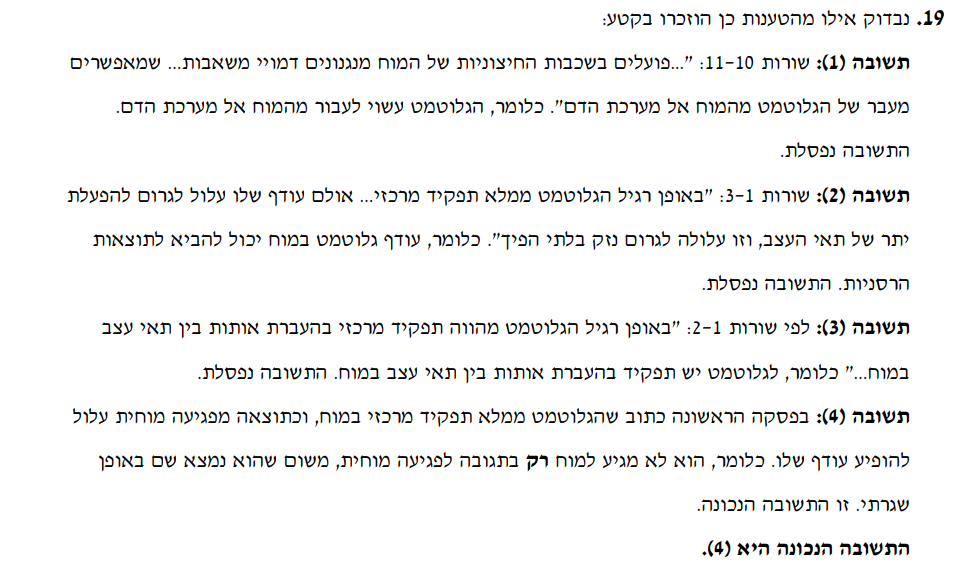 19. נבדוק אילו מהטענות כן הוזכרו בקטע:
תשובה (1): שורות 11-10: "...פועלים בשכבות החיצוניות של המוח מנגנונים דמויי משאבות... שמאפשרים
מעבר של הגלוטמט מהמוח אל מערכת הדם". כלומר, הגלוטמט עשוי לעבור מהמוח אל מערכת הדם.
התשובה נפסלת.
תשובה (2): שורות 3-1: "באופן רגיל הגלוטמט ממלא תפקיד מרכזי... אולם עודף שלו עלול לגרום להפעלת
יתר של תאי העצב, וזו עלולה לגרום נזק בלתי הפיך". כלומר, עודף גלוטמט במוח יכול להביא לתוצאות
הרסניות. התשובה נפסלת.
תשובה (3): לפי שורות 2-1: "באופן רגיל הגלוטמט מהווה תפקיד מרכזי בהעברת אותות בין תאי עצב
במוח..." כלומר, לגלוטמט יש תפקיד בהעברת אותות בין תאי עצב במוח. התשובה נפסלת.
תשובה (4): בפסקה הראשונה כתוב שהגלוטמט ממלא תפקיד מרכזי במוח, וכתוצאה מפגיעה מוחית עלול
להופיע עודף שלו. כלומר, הוא לא מגיע למוח רק בתגובה לפגיעה מוחית, משום שהוא נמצא שם באופן
שגרתי. זו התשובה הנכונה.
התשובה הנכונה היא (4).